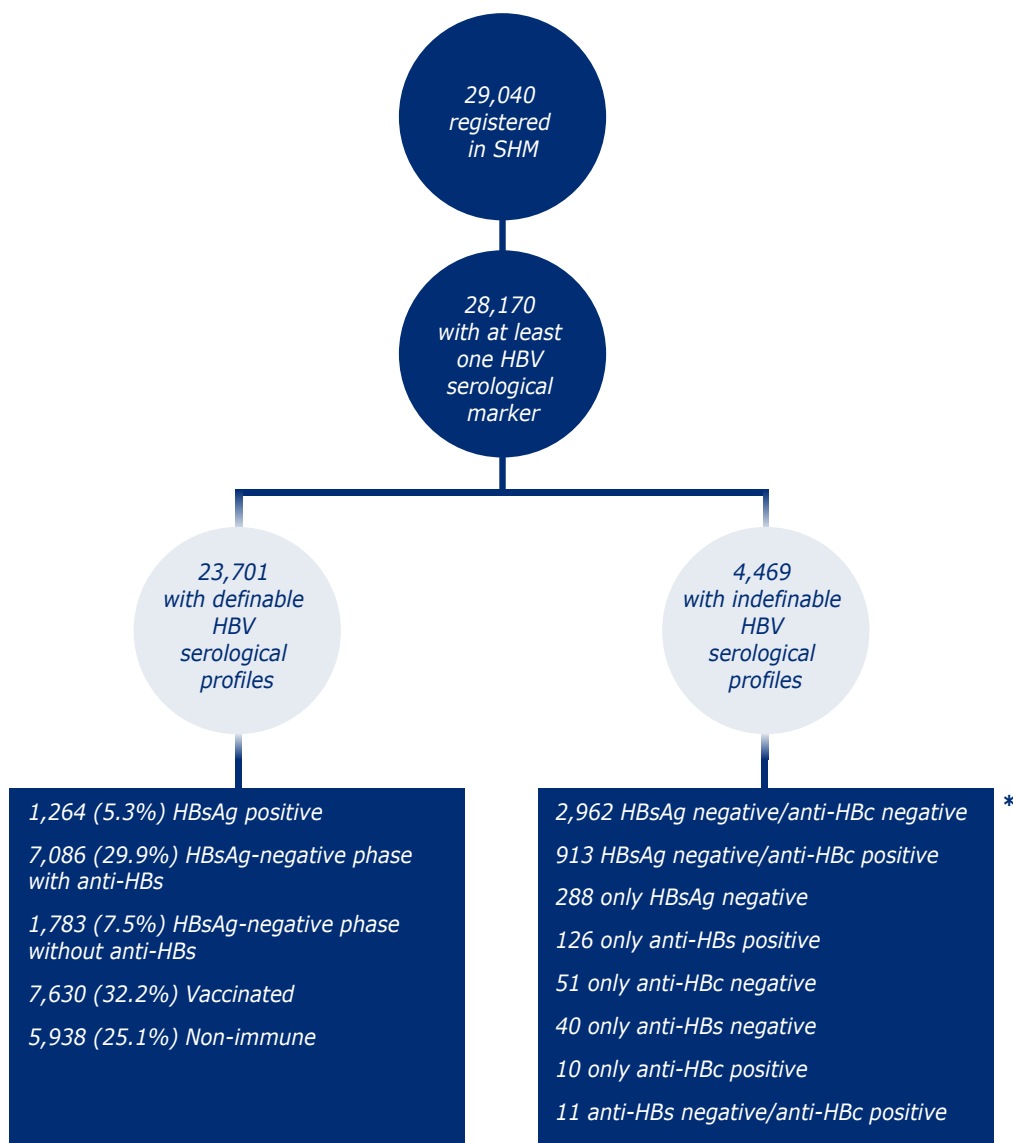 29,040
registered
in SHM
28,170
with at least
one HBV
serological
marker
23,701
with definable
HBV
serological
profiles
4,469
with indefinable
HBV
serological
profiles
1,264 (5.3%) HBsAg positive
7,086 (29.9%) HBsAg-negative phase
with anti-HBs
1,783 (7.5%) HBsAg-negative phase
without anti-HBs
7,630 (32.2%) Vaccinated
5,938 (25.1%) Non-immune
2,962 HBsAg negative/anti-HBc negative
*
913 HBsAg negative/anti-HBc positive
288 only HBsAg negative
126 only anti-HBs positive
51 only anti-HBc negative
40 only anti-HBs negative
10 only anti-HBc positive
11 anti-HBs negative/anti-HBc positive